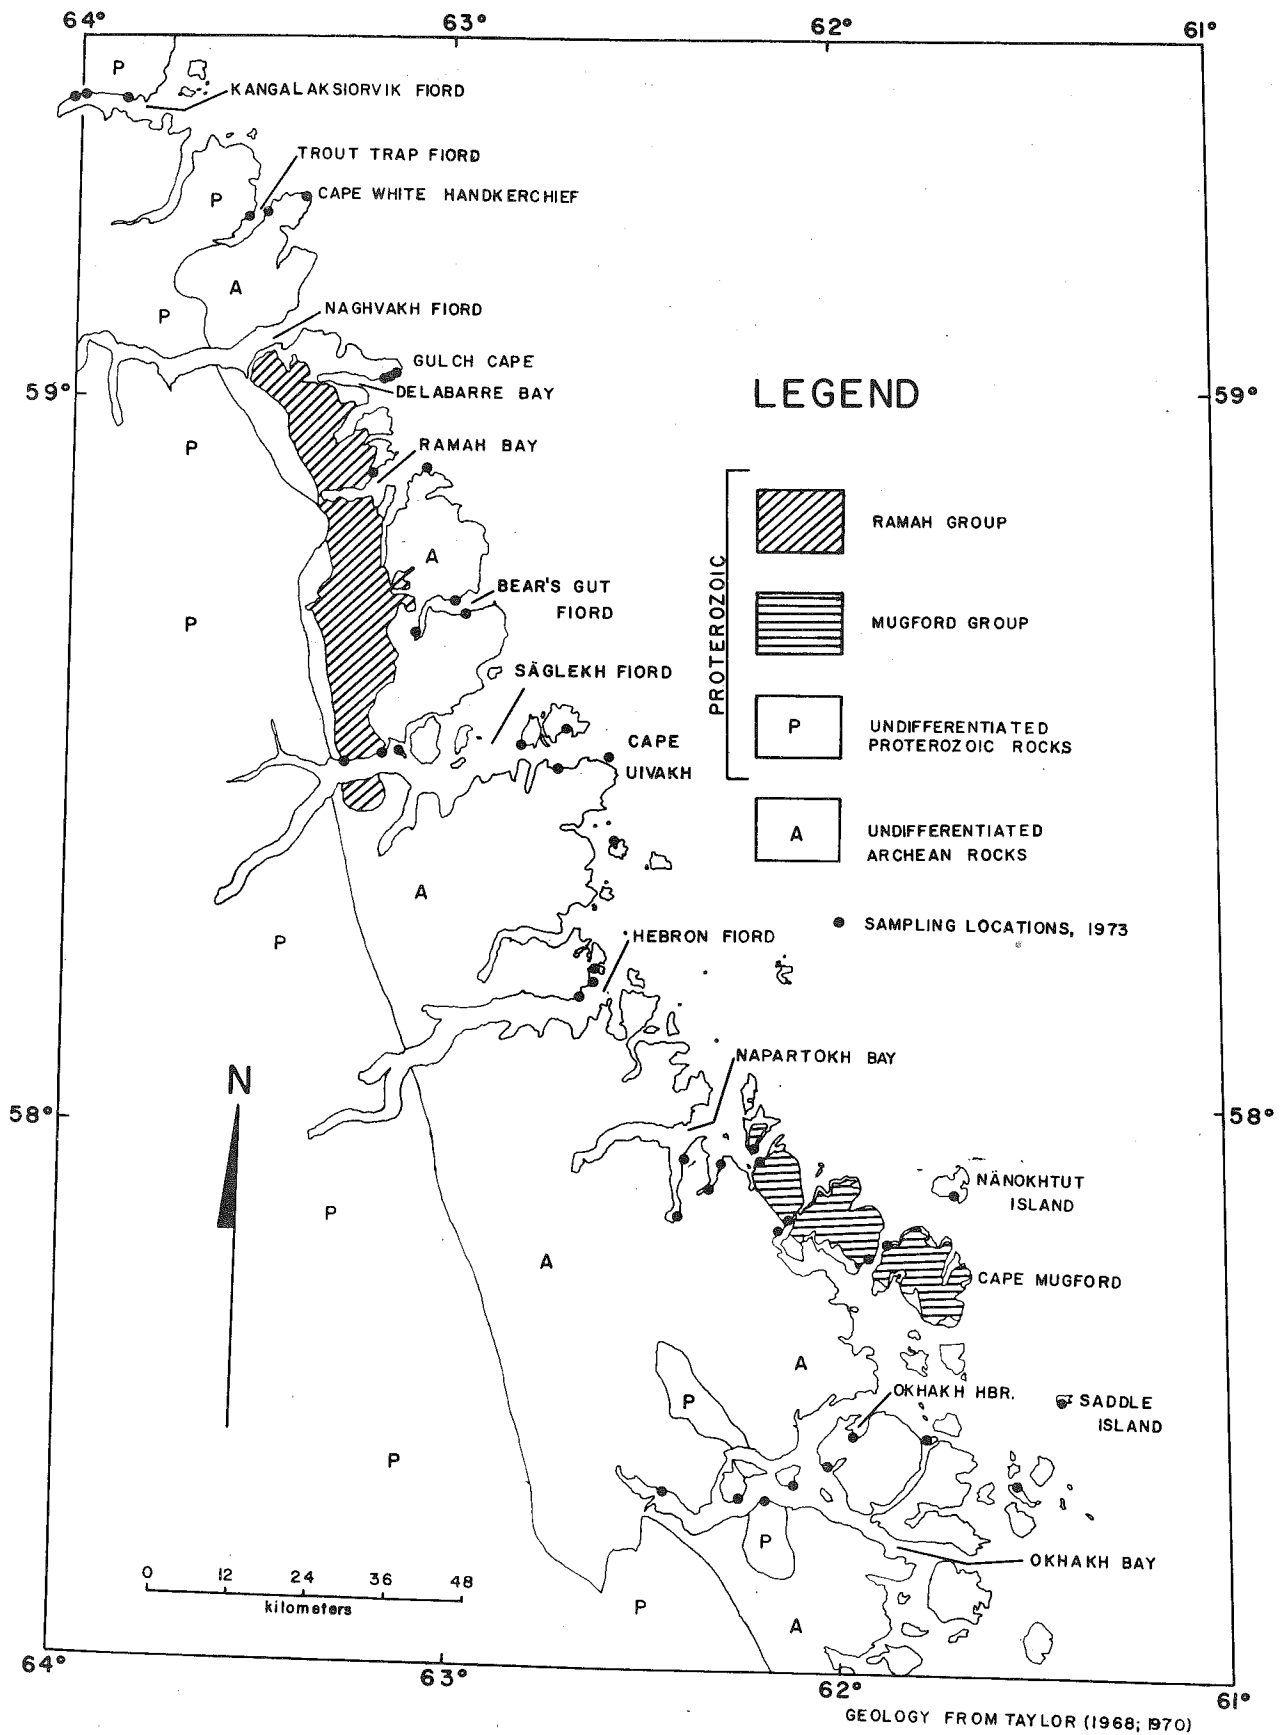 64°
63°
62°
61°
P
KANGALAKSIORVIK FIORD
TROUT TRAP FIORD
P
CAPE WHITE HANDKERCHIEF
A
P
NAGHVAKH FIORD
GULCH CAPE
59°
DELABARRE BAY
LEGEND
59°
P
RAMAH BAY
RAMAH GROUP
A
BEAR'S GUT
FIORD
P
MUGFORD GROUP
PROTEROZOIC
SÄGLEKH FIORD
P
UNDIFFERENTIATED
PROTEROZOIC ROCKS
CAPE
UIVAKH
A
UNDIFFERENTIATED
ARCHEAN ROCKS
A
P
HEBRON FIORD
SAMPLING LOCATIONS, 1973
NAPARTOKH BAY
N
58°
58°
NÄNOKHTUT
ISLAND
P
A
CAPE MUGFORD
A
P
OKHAKH HBR.
SADDLE
ISLAND
P
P
OKHAKH BAY
0 12 24 36 48
kilometers
P
A
64°
63°
62°
61°
GEOLOGY FROM TAYLOR (1968; 1970)